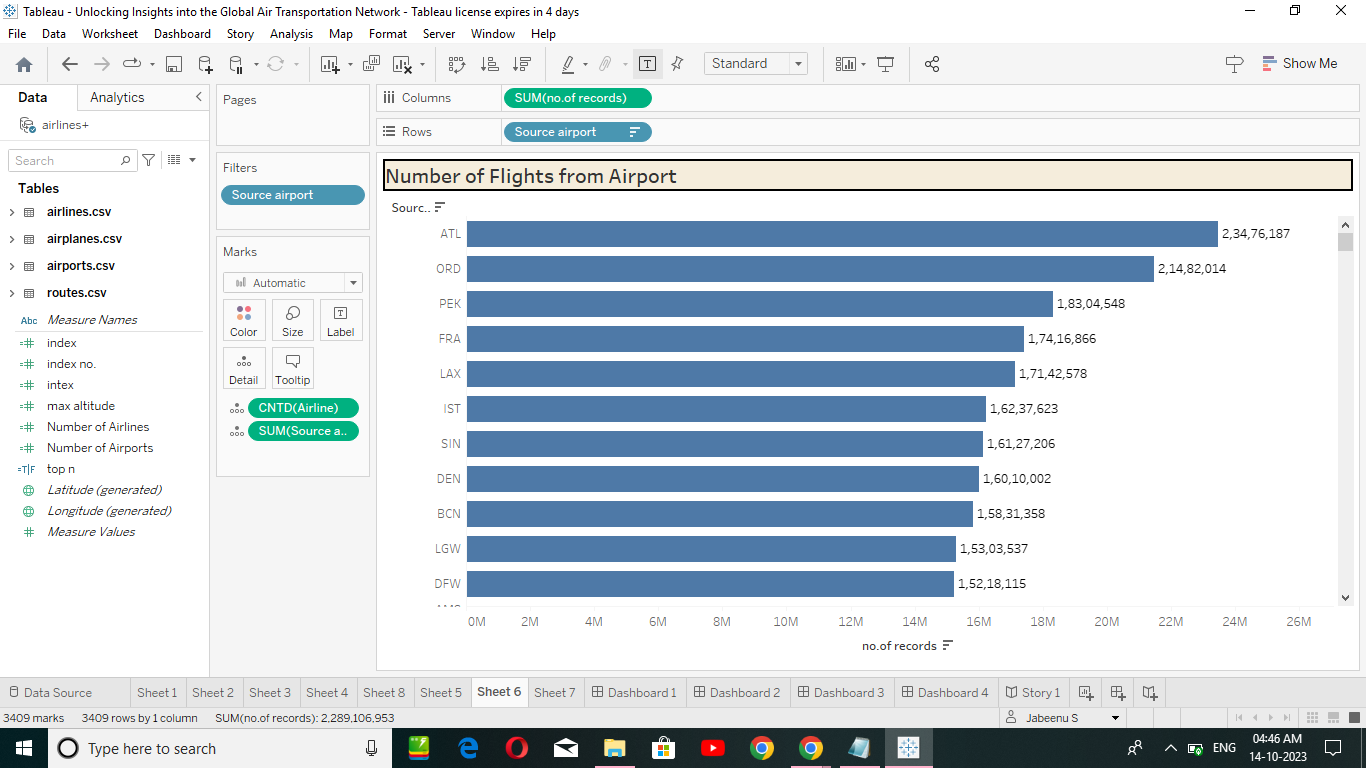 Tableau - Unlocking Insights into the Global Air Transportation Network - Tableau license expires in 4 days
File Data Worksheet Dashboard Story Analysis Map Format Server Window Help
Standard
Show Me
Data Analytics
airlines+
Search
Tables
airlines.csv
airplanes.csv
airports.csv
routes.csv
Abc Measure Names
index
index no.
intex
max altitude
Number of Airlines
Number of Airports
=T|F top n
Latitude (generated)
Longitude (generated)
Measure Values
Pages
Filters
Source airport
Marks
Automatic
Color Size Label
Detail Tooltip
CNTD(Airline)
SUM(Source a..
Columns SUM(no.of records)
Rows Source airport
Number of Flights from Airport
Sourc..
ATL 2,34,76,187
ORD 2,14,82,014
PEK 1,83,04,548
FRA 1,74,16,866
LAX 1,71,42,578
IST 1,62,37,623
SIN 1,61,27,206
DEN 1,60,10,002
BCN 1,58,31,358
LGW 1,53,03,537
DFW 1,52,18,115
0M 2M 4M 6M 8M 10M 12M 14M 16M 18M 20M 22M 24M 26M
no.of records
Data Source Sheet 1 Sheet 2 Sheet 3 Sheet 4 Sheet 8 Sheet 5 Sheet 6 Sheet 7 Dashboard 1 Dashboard 2 Dashboard 3 Dashboard 4 Story 1
3409 marks 3409 rows by 1 column SUM(no.of records): 2,289,106,953 Jabeenu S
Type here to search
ENG
04:46 AM
14-10-2023